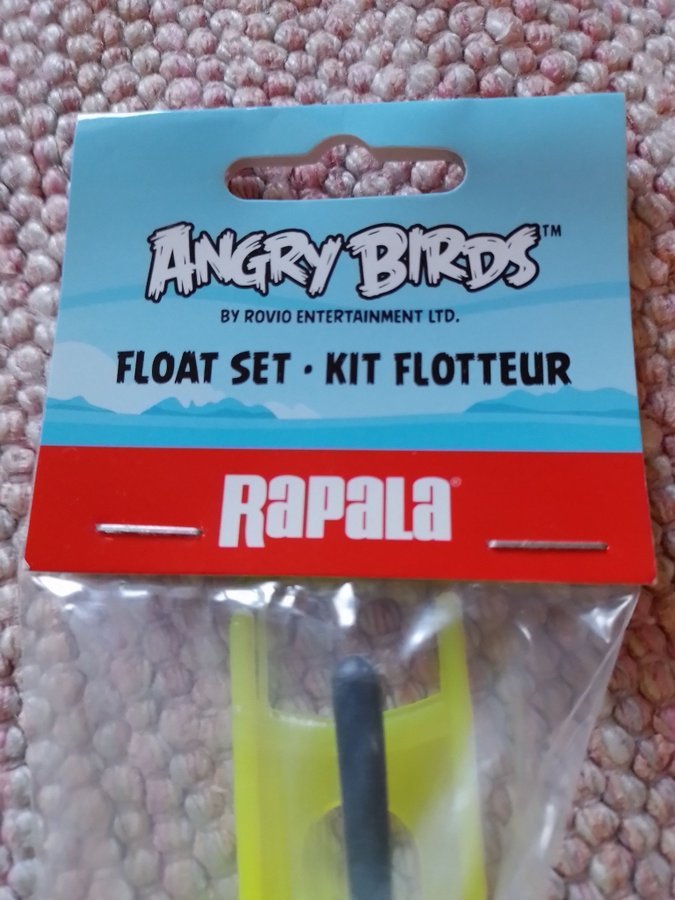 ANGRY BIRDS™
BY ROVIO ENTERTAINMENT LTD.
FLOAT SET · KIT FLOTTEUR
RAPALA®